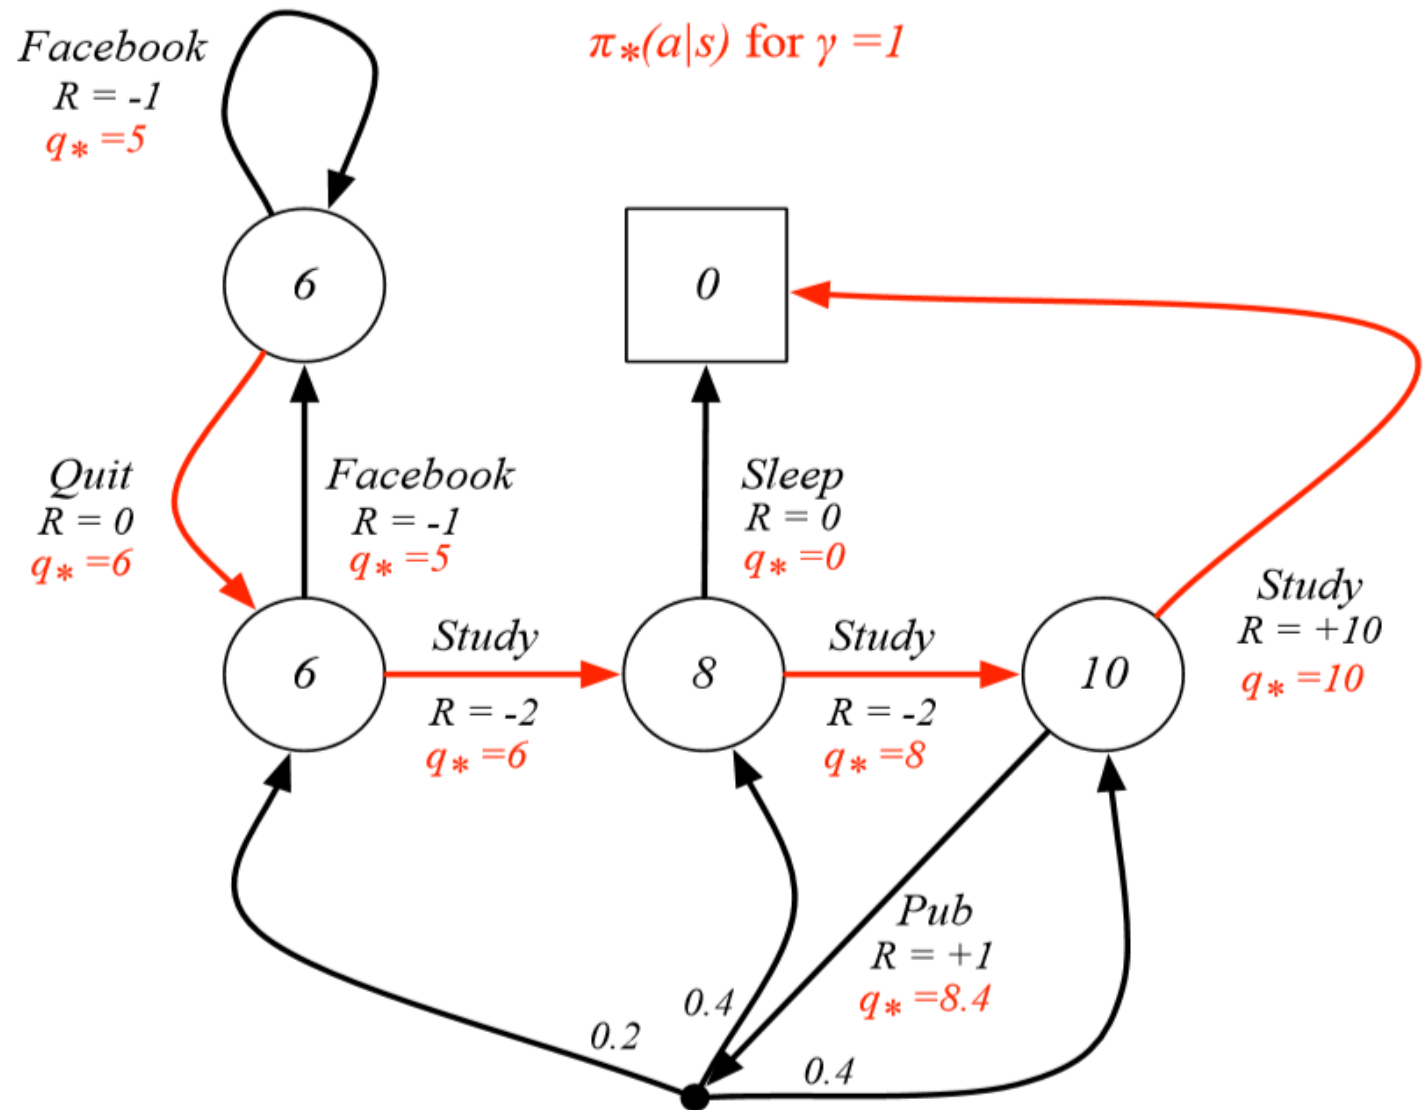 π*(a|s) for γ =1
Facebook
R = -1
q* =5
6
0
Quit
R = 0
q* =6
Facebook
R = -1
q* =5
Sleep
R = 0
q* =0
Study
R = +10
q* =10
6
Study
R = -2
q* =6
8
Study
R = -2
q* =8
10
Pub
R = +1
q* =8.4
0.2
0.4
0.4